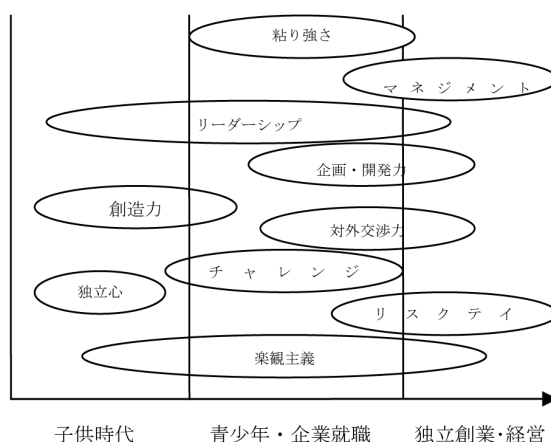 粘り強さ
マネジメント
リーダーシップ
企画・開発力
創造力
対外交渉力
チャレンジ
独立心
リスクテイ
楽観主義
子供時代 青少年・企業就職 独立創業・経営